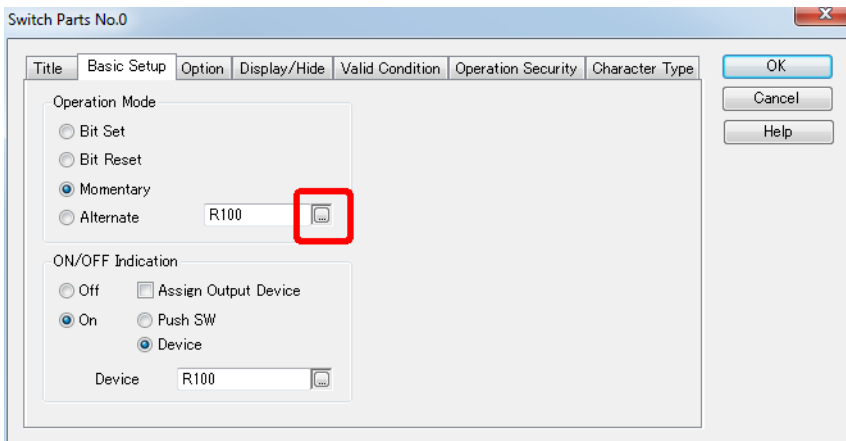 Switch Parts No.0
Title Basic Setup Option Display/Hide Valid Condition Operation Security Character Type
OK
Cancel
Help
Operation Mode
Bit Set
Bit Reset
Momentary
Alternate R100 ...
ON/OFF Indication
Off Assign Output Device
On Push SW
Device
Device R100 ...